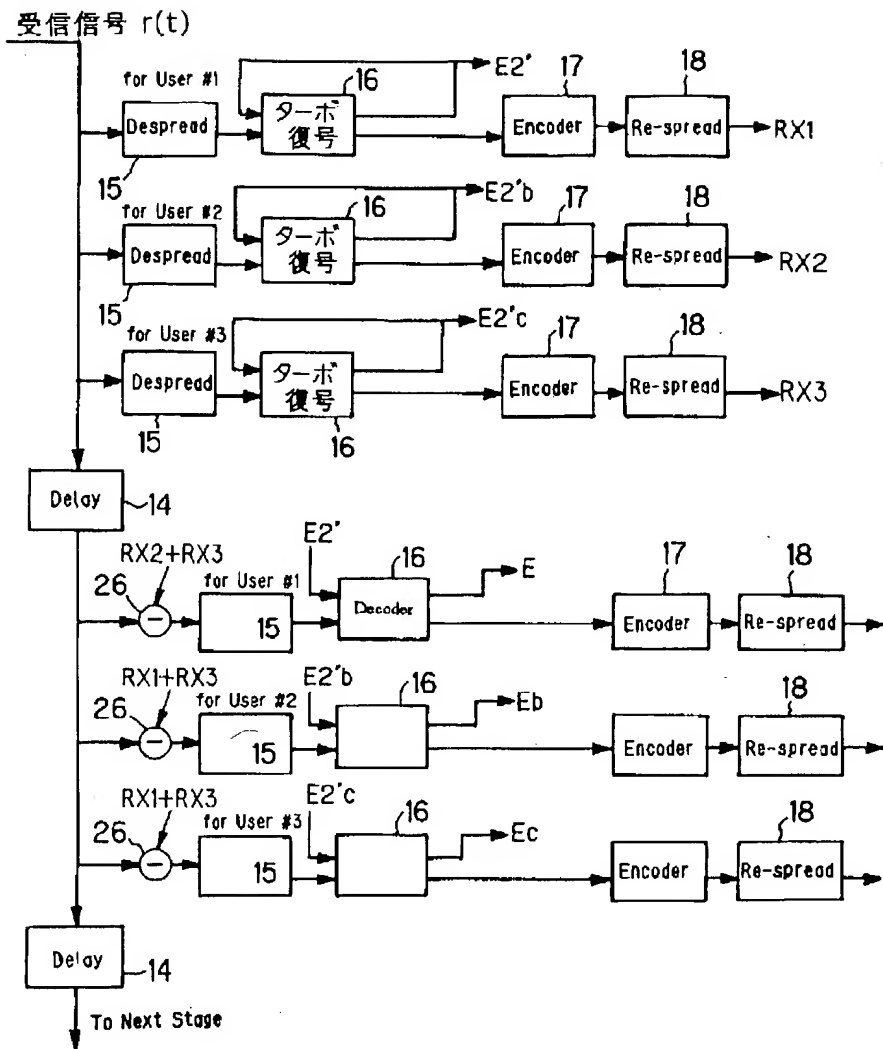 受信信号 r(t)
for User #1
Despread
15
16
ターボ
復号
E2'
17
Encoder
18
Re-spread
RX1
for User #2
Despread
15
16
ターボ
復号
E2'b
17
Encoder
18
Re-spread
RX2
for User #3
Despread
15
ターボ
復号
16
E2'c
17
Encoder
18
Re-spread
RX3
Delay
14
RX2+RX3
26
−
for User #1
15
E2'
16
Decoder
E
17
Encoder
18
Re-spread
RX1+RX3
26
−
for User #2
15
E2'b
16
Eb
Encoder
18
Re-spread
RX1+RX3
26
−
for User #3
15
E2'c
16
Ec
Encoder
18
Re-spread
Delay
14
To Next Stage